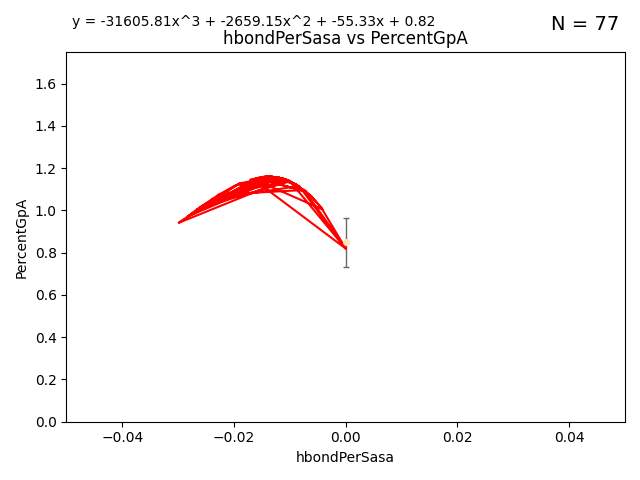 y = -31605.81x^3 + -2659.15x^2 + -55.33x + 0.82
N = 77
hbondPerSasa vs PercentGpA
1.6
1.4
1.2
1.0
0.8
0.6
0.4
0.2
0.0
PercentGpA
−0.04 −0.02 0.00 0.02 0.04
hbondPerSasa